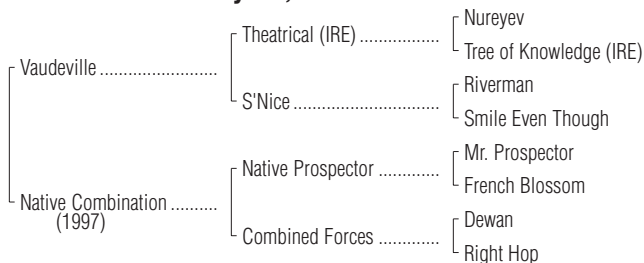 Nureyev
Theatrical (IRE) ..................
Tree of Knowledge (IRE)
Vaudeville ..........................
Riverman
S'Nice ................................
Smile Even Though
Mr. Prospector
Native Prospector .............
French Blossom
Native Combination ..........
(1997)
Dewan
Combined Forces .............
Right Hop